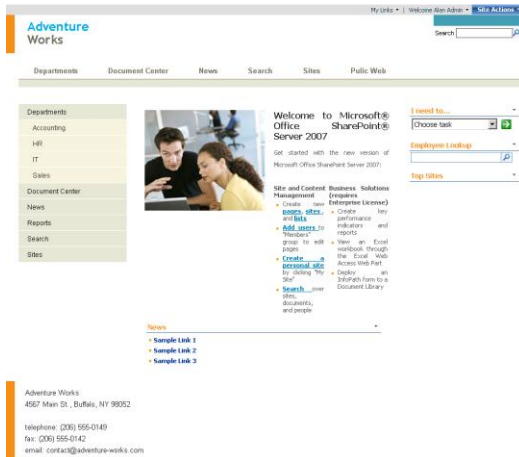 My Links | Welcome Alan Admin | Site Actions
Adventure
Works
Search
Departments Document Center News Search Sites Pulic Web
Departments
Accounting
HR
IT
Sales
Document Center
News
Reports
Search
Sites
Welcome to Microsoft®
Office SharePoint®
Server 2007
Get started with the new version of
Microsoft Office SharePoint Server 2007:
Site and Content
Management
Create new
pages, sites,
and lists
Add users to
"Members"
group to edit
pages
Create a
personal site
by clicking "My
Site"
Search over
sites,
documents,
and people
Business Solutions
(requires
Enterprise License)
Create key
performance
indicators and
reports
View an Excel
workbook through
the Excel Web
Access Web Part
Deploy an
InfoPath form to a
Document Library
I need to...
Choose task
Employee Lookup
Top Sites
News
Sample Link 1
Sample Link 2
Sample Link 3
Adventure Works
4567 Main St., Buffalo, NY 98052
telephone: (206) 555-0149
fax: (206) 555-0142
email: contact@adventure-works.com